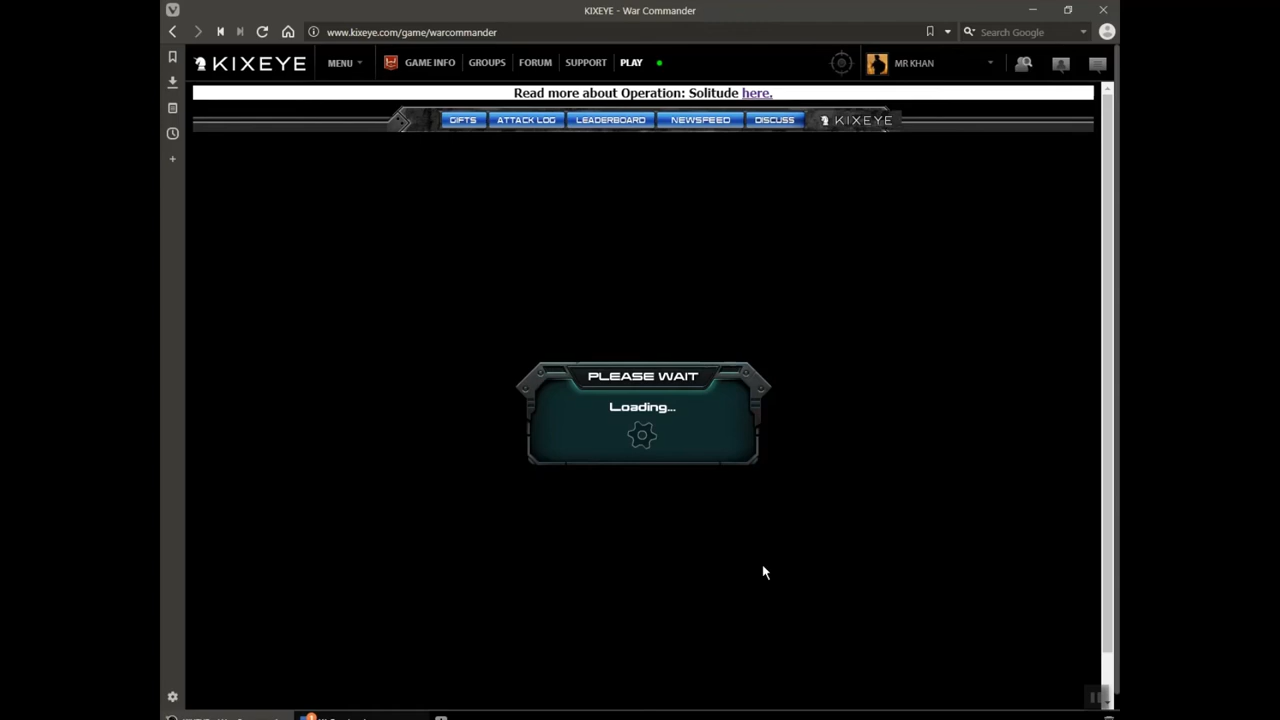 KIXEYE - War Commander
www.kixeye.com/game/warcommander
Search Google
KIXEYE MENU GAME INFO GROUPS FORUM SUPPORT PLAY MR KHAN
Read more about Operation: Solitude here.
GIFTS ATTACK LOG LEADERBOARD NEWSFEED DISCUSS KIXEYE
PLEASE WAIT
Loading...